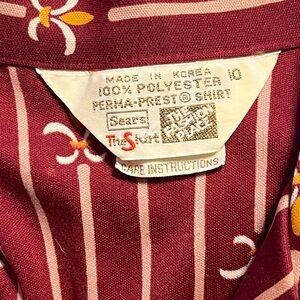 MADE IN KOREA
100% POLYESTER 10
PERMA-PREST® SHIRT
Sears
The Shirt
CARE INSTRUCTIONS